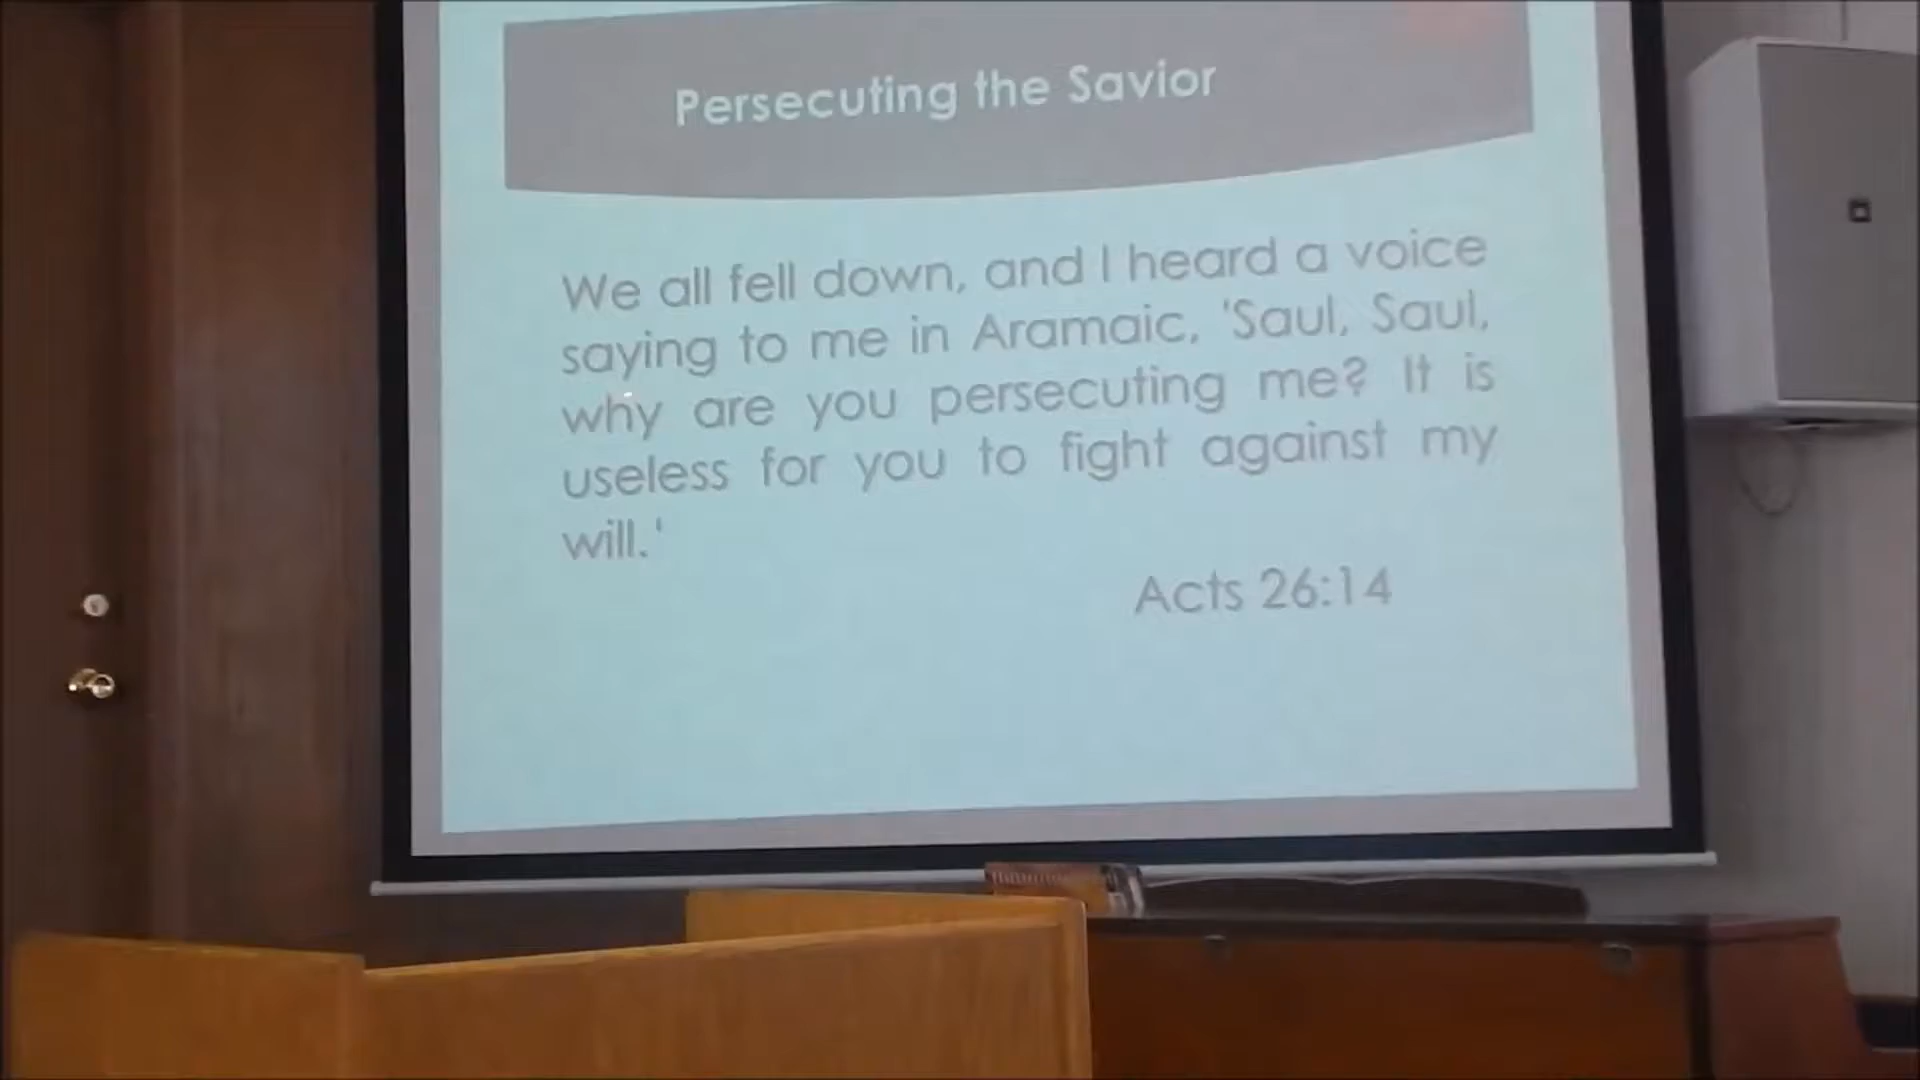 Persecuting the Savior
We all fell down, and I heard a voice
saying to me in Aramaic, 'Saul, Saul,
why are you persecuting me? It is
useless for you to fight against my
will.'
Acts 26:14